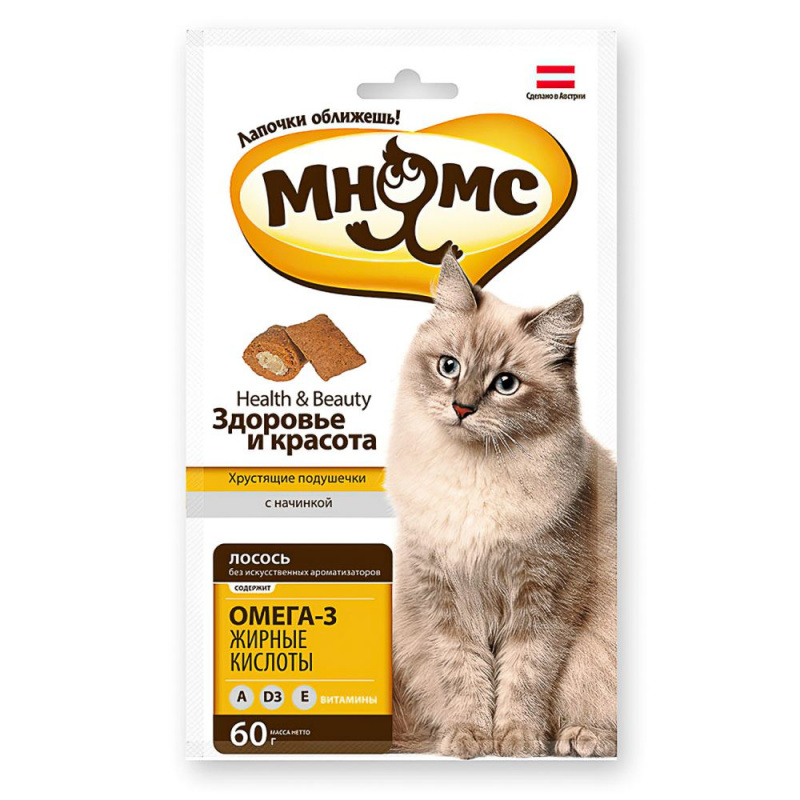 Сделано в Австрии
Лапочки оближешь!
МНЯМС
Health & Beauty
Здоровье
и красота
Хрустящие подушечки
с начинкой
ЛОСОСЬ
без искусственных ароматизаторов
СОДЕРЖИТ
ОМЕГА-3
ЖИРНЫЕ
КИСЛОТЫ
A D3 E ВИТАМИНЫ
60 МАССА НЕТТО
г